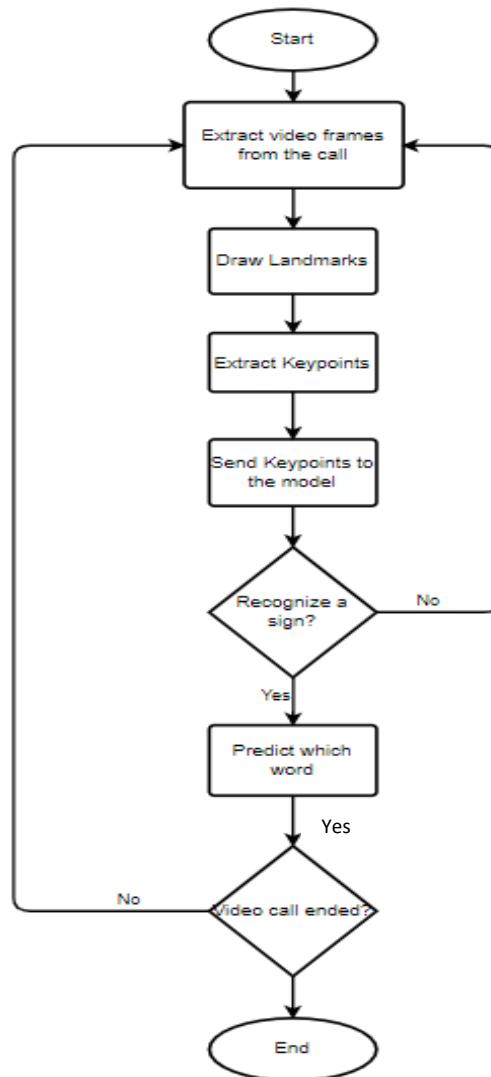 Start
Extract video frames
from the call
Draw Landmarks
Extract Keypoints
Send Keypoints to
the model
Recognize a
sign?
No
Yes
Predict which
word
Yes
No
Video call ended?
End